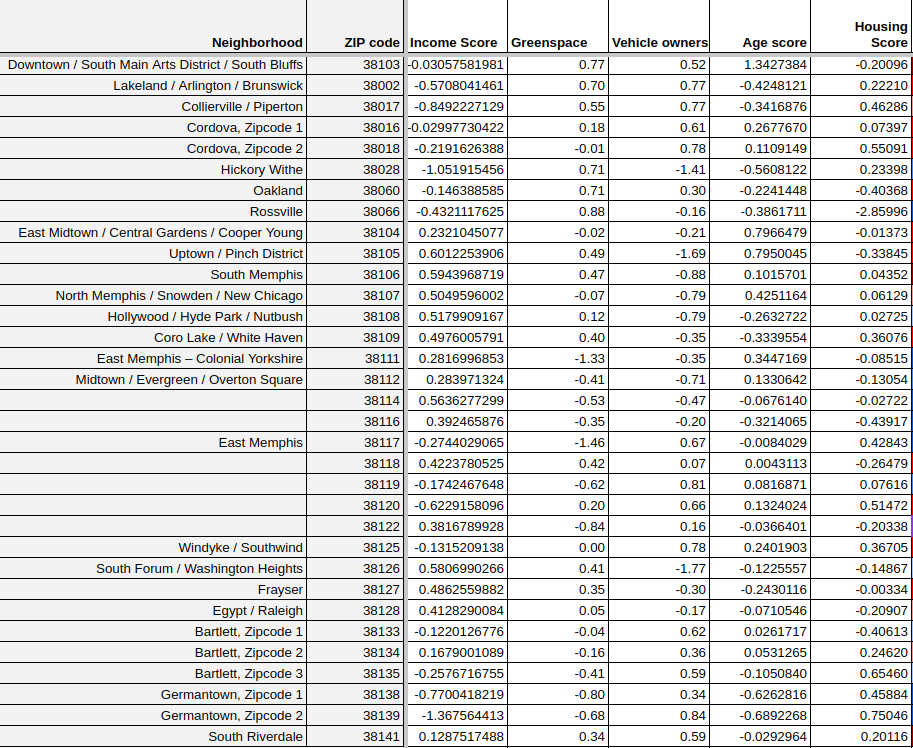 Housing
Neighborhood ZIP code Income Score Greenspace Vehicle owners Age score Score
Downtown / South Main Arts District / South Bluffs 38103 -0.03057581981 0.77 0.52 1.3427384 -0.20096
Lakeland / Arlington / Brunswick 38002 -0.5708041461 0.70 0.77 -0.4248121 0.22210
Collierville / Piperton 38017 -0.8492227129 0.55 0.77 -0.3416876 0.46286
Cordova, Zipcode 1 38016 -0.02997730422 0.18 0.61 0.2677670 0.07397
Cordova, Zipcode 2 38018 -0.2191626388 -0.01 0.78 0.1109149 0.55091
Hickory Withe 38028 -1.051915456 0.71 -1.41 -0.5608122 0.23398
Oakland 38060 -0.146388585 0.71 0.30 -0.2241448 -0.40368
Rossville 38066 -0.4321117625 0.88 -0.16 -0.3861711 -2.85996
East Midtown / Central Gardens / Cooper Young 38104 0.2321045077 -0.02 -0.21 0.7966479 -0.01373
Uptown / Pinch District 38105 0.6012253906 0.49 -1.69 0.7950045 -0.33845
South Memphis 38106 0.5943968719 0.47 -0.88 0.1015701 0.04352
North Memphis / Snowden / New Chicago 38107 0.5049596002 -0.07 -0.79 0.4251164 0.06129
Hollywood / Hyde Park / Nutbush 38108 0.5179909167 0.12 -0.79 -0.2632722 0.02725
Coro Lake / White Haven 38109 0.4976005791 0.40 -0.35 -0.3339554 0.36076
East Memphis – Colonial Yorkshire 38111 0.2816996853 -1.33 -0.35 0.3447169 -0.08515
Midtown / Evergreen / Overton Square 38112 0.283971324 -0.41 -0.71 0.1330642 -0.13054
38114 0.5636277299 -0.53 -0.47 -0.0676140 -0.02722
38116 0.392465876 -0.35 -0.20 -0.3214065 -0.43917
East Memphis 38117 -0.2744029065 -1.46 0.67 -0.0084029 0.42843
38118 0.4223780525 0.42 0.07 0.0043113 -0.26479
38119 -0.1742467648 -0.62 0.81 0.0816871 0.07616
38120 -0.6229158096 0.20 0.66 0.1324024 0.51472
38122 0.3816789928 -0.84 0.16 -0.0366401 -0.20338
Windyke / Southwind 38125 -0.1315209138 0.00 0.78 0.2401903 0.36705
South Forum / Washington Heights 38126 0.5806990266 0.41 -1.77 -0.1225557 -0.14867
Frayser 38127 0.4862559882 0.35 -0.30 -0.2430116 -0.00334
Egypt / Raleigh 38128 0.4128290084 0.05 -0.17 -0.0710546 -0.20907
Bartlett, Zipcode 1 38133 -0.1220126776 -0.04 0.62 0.0261717 -0.40613
Bartlett, Zipcode 2 38134 0.1679001089 -0.16 0.36 0.0531265 0.24620
Bartlett, Zipcode 3 38135 -0.2576716755 -0.41 0.59 -0.1050840 0.65460
Germantown, Zipcode 1 38138 -0.7700418219 -0.80 0.34 -0.6262816 0.45884
Germantown, Zipcode 2 38139 -1.367564413 -0.68 0.84 -0.6892268 0.75046
South Riverdale 38141 0.1287517488 0.34 0.59 -0.0292964 0.20116